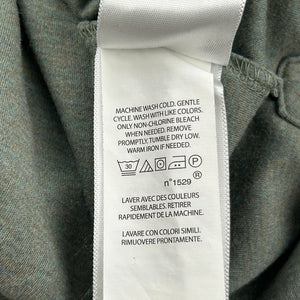 MACHINE WASH COLD. GENTLE
CYCLE. WASH WITH LIKE COLORS.
ONLY NON-CHLORINE BLEACH
WHEN NEEDED. REMOVE
PROMPTLY. TUMBLE DRY LOW.
WARM IRON IF NEEDED.
30 P ®
n°1529
LAVER AVEC DES COULEURS
SEMBLABLES. RETIRER
RAPIDEMENT DE LA MACHINE.
LAVARE CON COLORI SIMILI.
RIMUOVERE PRONTAMENTE.